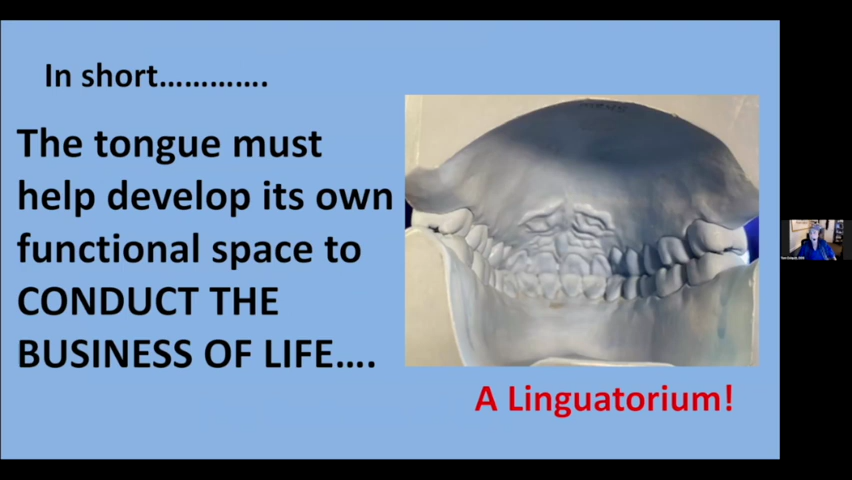 In short………….
The tongue must
help develop its own
functional space to
CONDUCT THE
BUSINESS OF LIFE….
A Linguatorium!